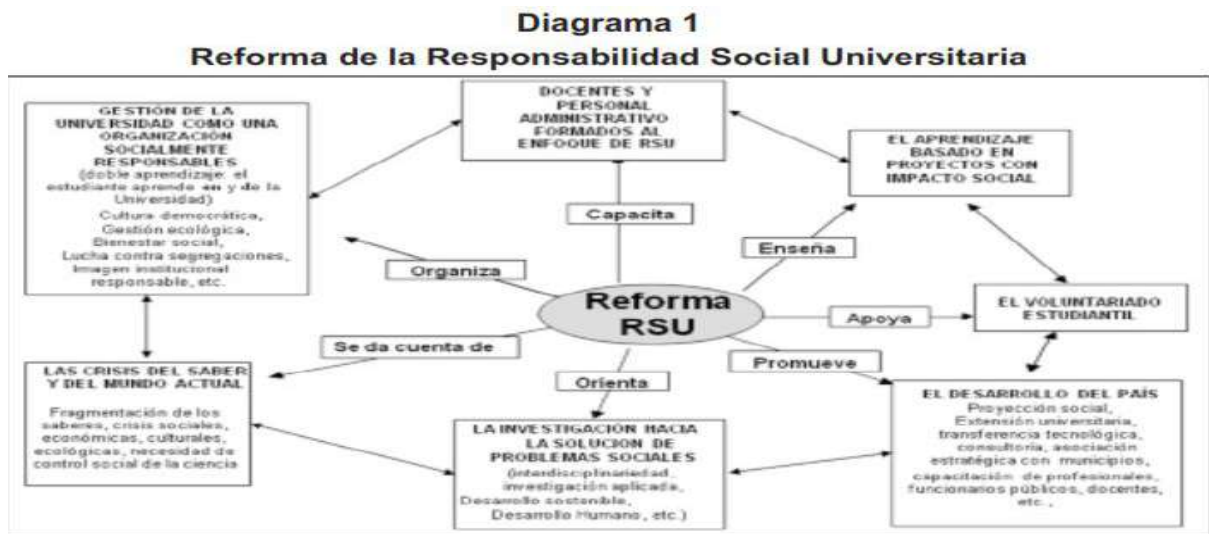 Diagrama 1
Reforma de la Responsabilidad Social Universitaria
GESTIÓN DE LA
UNIVERSIDAD COMO UNA
ORGANIZACIÓN
SOCIALMENTE
RESPONSABLES
(doble aprendizaje: el
estudiante aprende en y de la
Universidad)
Cultura democrática,
Gestión ecológica,
Bienestar social,
Lucha contra segregaciones,
Imagen institucional
responsable, etc.
DOCENTES Y
PERSONAL
ADMINISTRATIVO
FORMADOS AL
ENFOQUE DE RSU
EL APRENDIZAJE
BASADO EN
PROYECTOS CON
IMPACTO SOCIAL
Capacita
Enseña
Organiza
Reforma
RSU
Apoya
EL VOLUNTARIADO
ESTUDIANTIL
Se da cuenta de
Promueve
Orienta
LAS CRISIS DEL SABER
Y DEL MUNDO ACTUAL
Fragmentación de los
saberes, crisis sociales,
económicas, culturales,
ecológicas, necesidad de
control social de la ciencia
LA INVESTIGACIÓN HACIA
LA SOLUCIÓN DE
PROBLEMAS SOCIALES
(interdisciplinariedad,
investigación aplicada,
Desarrollo sostenible,
Desarrollo Humano, etc.)
EL DESARROLLO DEL PAÍS
Proyección social,
Extensión universitaria,
transferencia tecnológica,
consultoría, asociación
estratégica con municipios,
capacitación de profesionales,
funcionarios públicos, docentes,
etc.,